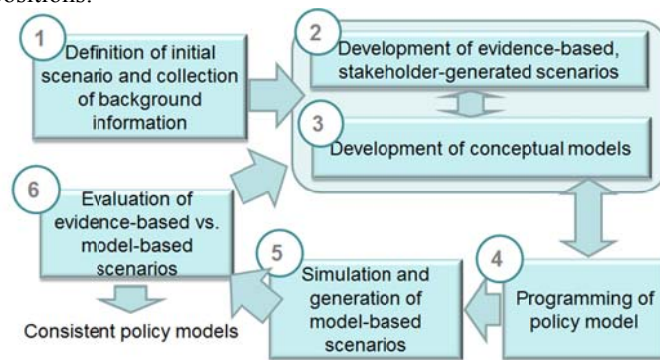 ositions.
1
Definition of initial
scenario and collection
of background
information
2
Development of evidence-based,
stakeholder-generated scenarios
3
Development of conceptual models
6
Evaluation of
evidence-based vs.
model-based
scenarios
5
Simulation and
generation of
model-based scenarios
4
Programming of
policy model
Consistent policy models